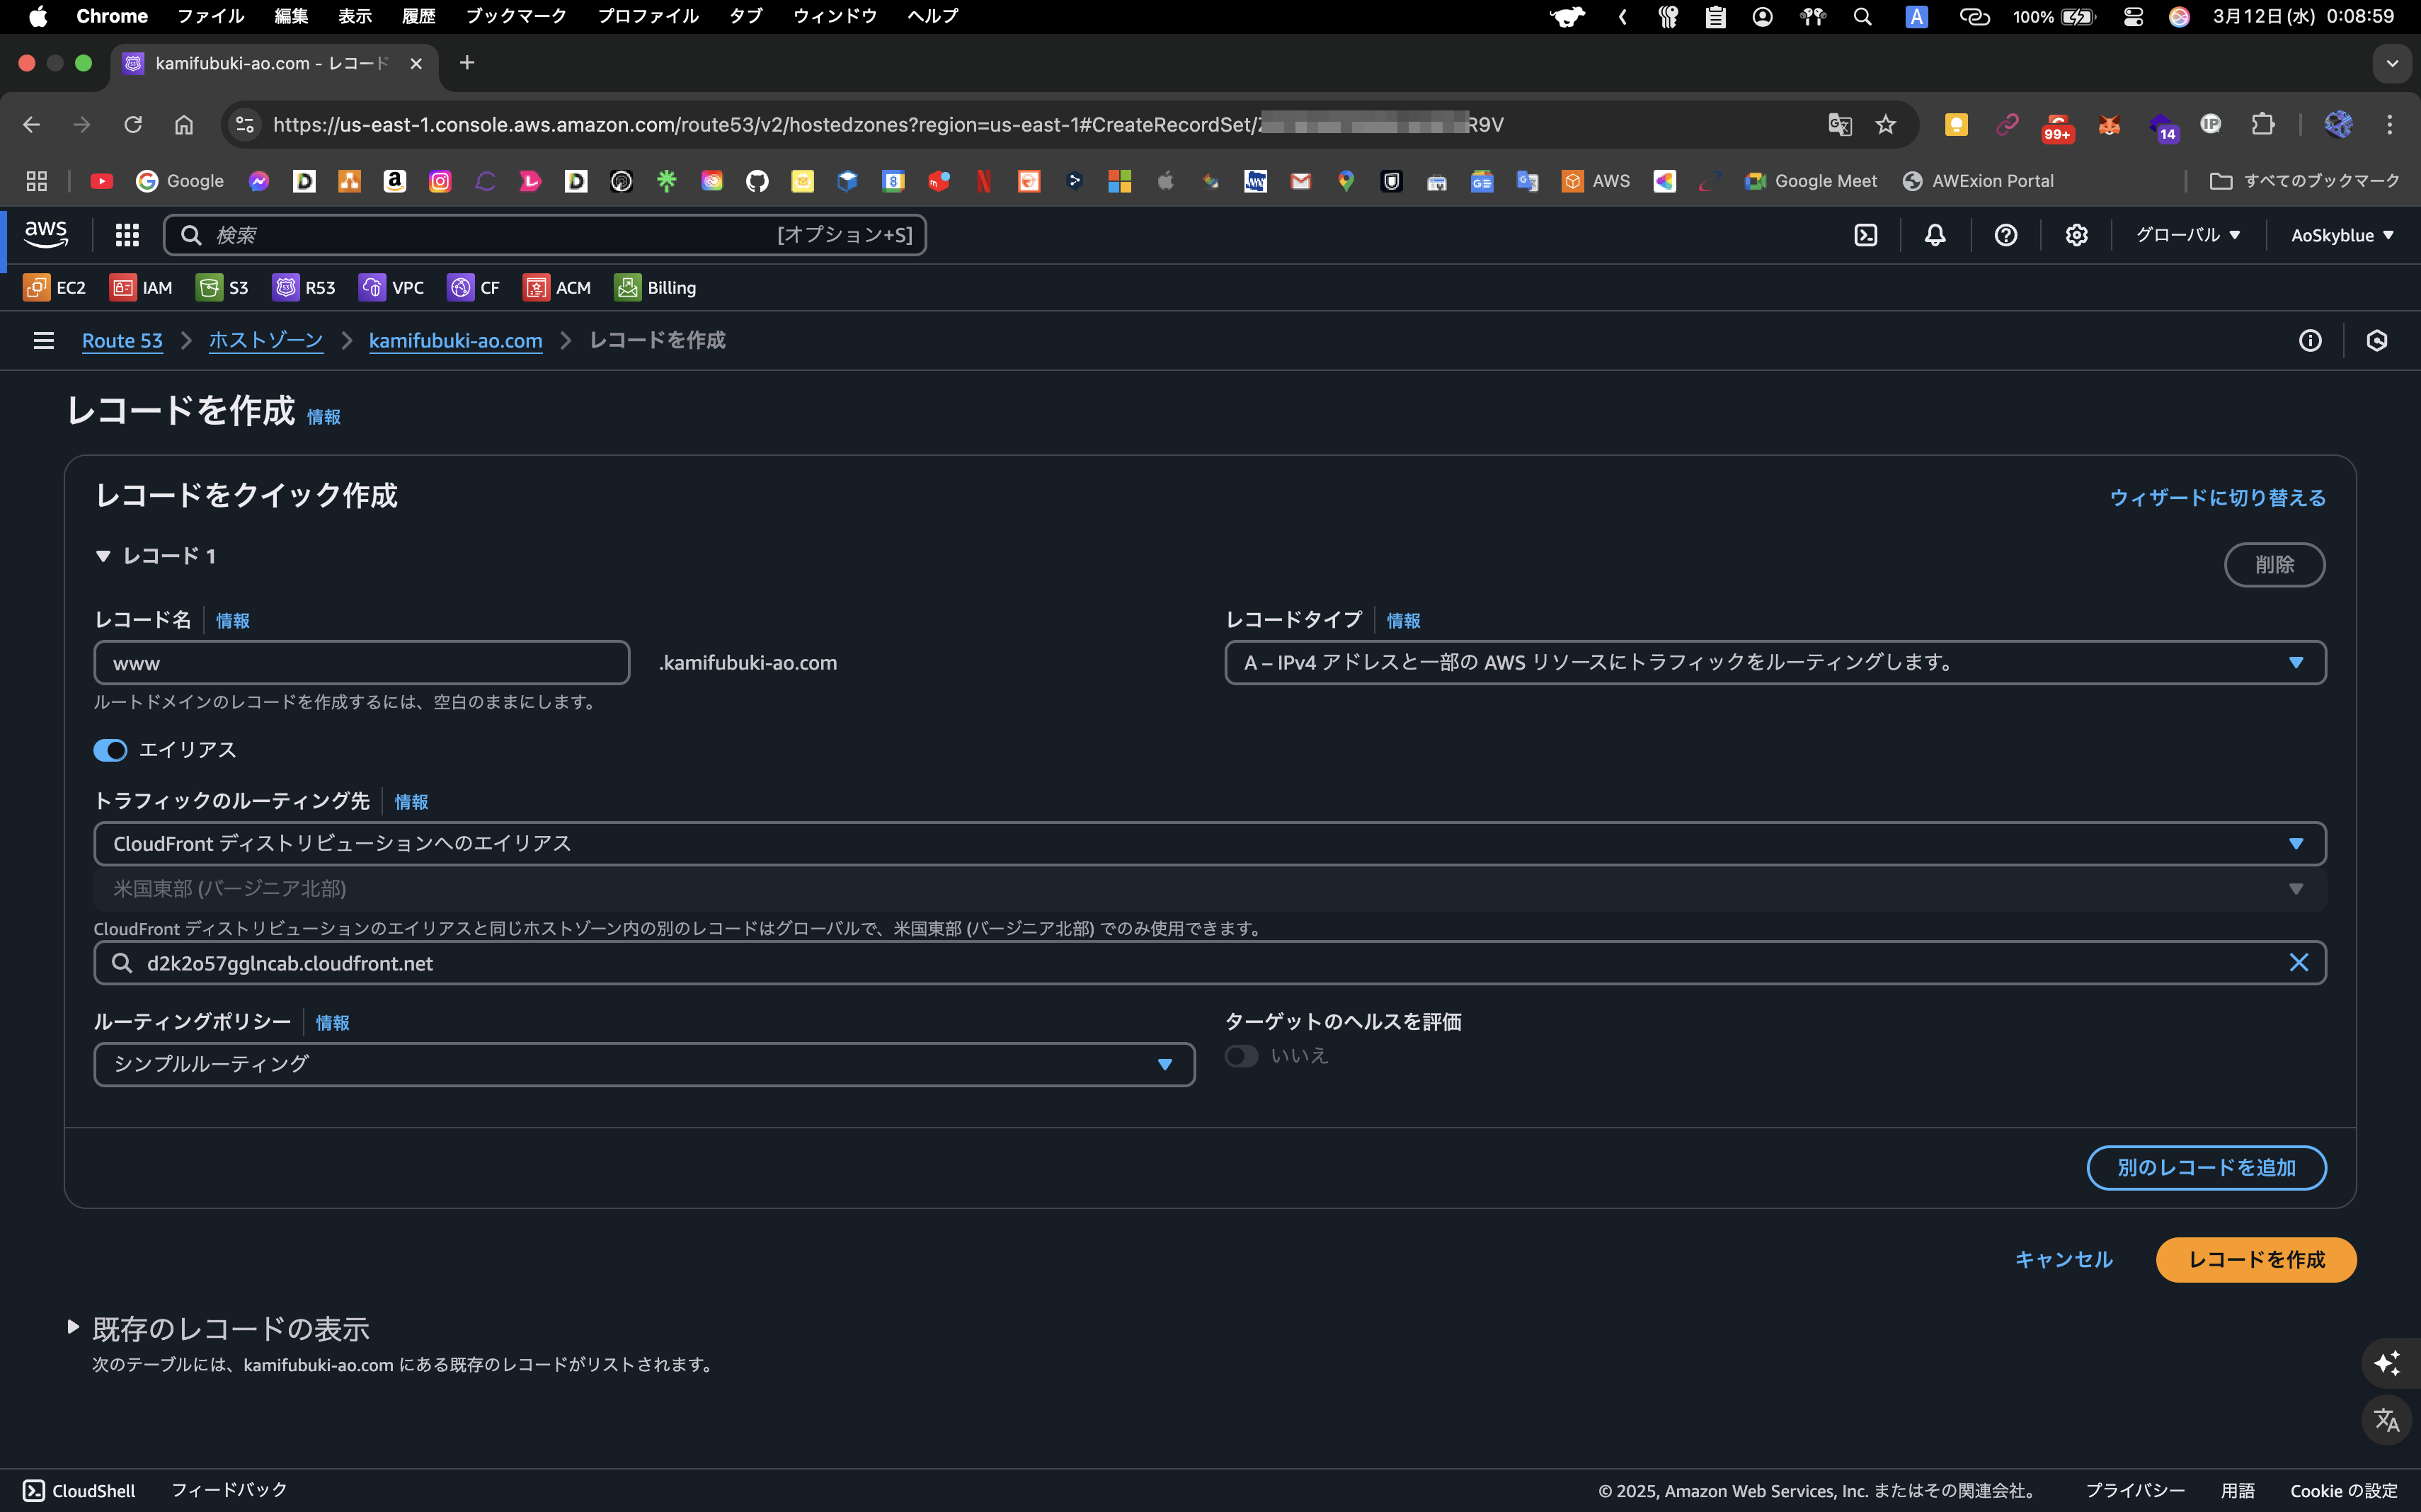 Chrome ファイル 編集 表示 履歴 ブックマーク プロファイル タブ ウィンドウ ヘルプ A 100% 3月12日(水) 0:08:59
kamifubuki-ao.com - レコード
https://us-east-1.console.aws.amazon.com/route53/v2/hostedzones?region=us-east-1#CreateRecordSet/ R9V 99+ 14 IP
Google AWS Google Meet AWExion Portal すべてのブックマーク
aws 検索 [オプション+S] グローバル AoSkyblue
EC2 IAM S3 R53 VPC CF ACM Billing
Route 53 ホストゾーン kamifubuki-ao.com レコードを作成
レコードを作成 情報
レコードをクイック作成 ウィザードに切り替える
レコード 1 削除
レコード名 情報 レコードタイプ 情報
www .kamifubuki-ao.com A – IPv4 アドレスと一部の AWS リソースにトラフィックをルーティングします。
ルートドメインのレコードを作成するには、空白のままにします。
エイリアス
トラフィックのルーティング先 情報
CloudFront ディストリビューションへのエイリアス
米国東部 (バージニア北部)
CloudFront ディストリビューションのエイリアスと同じホストゾーン内の別のレコードはグローバルで、米国東部 (バージニア北部) でのみ使用できます。
d2k2o57gglncab.cloudfront.net
ルーティングポリシー 情報 ターゲットのヘルスを評価
シンプルルーティング いいえ
別のレコードを追加
キャンセル レコードを作成
既存のレコードの表示
次のテーブルには、kamifubuki-ao.com にある既存のレコードがリストされます。
CloudShell フィードバック © 2025, Amazon Web Services, Inc. またはその関連会社。 プライバシー 用語 Cookie の設定